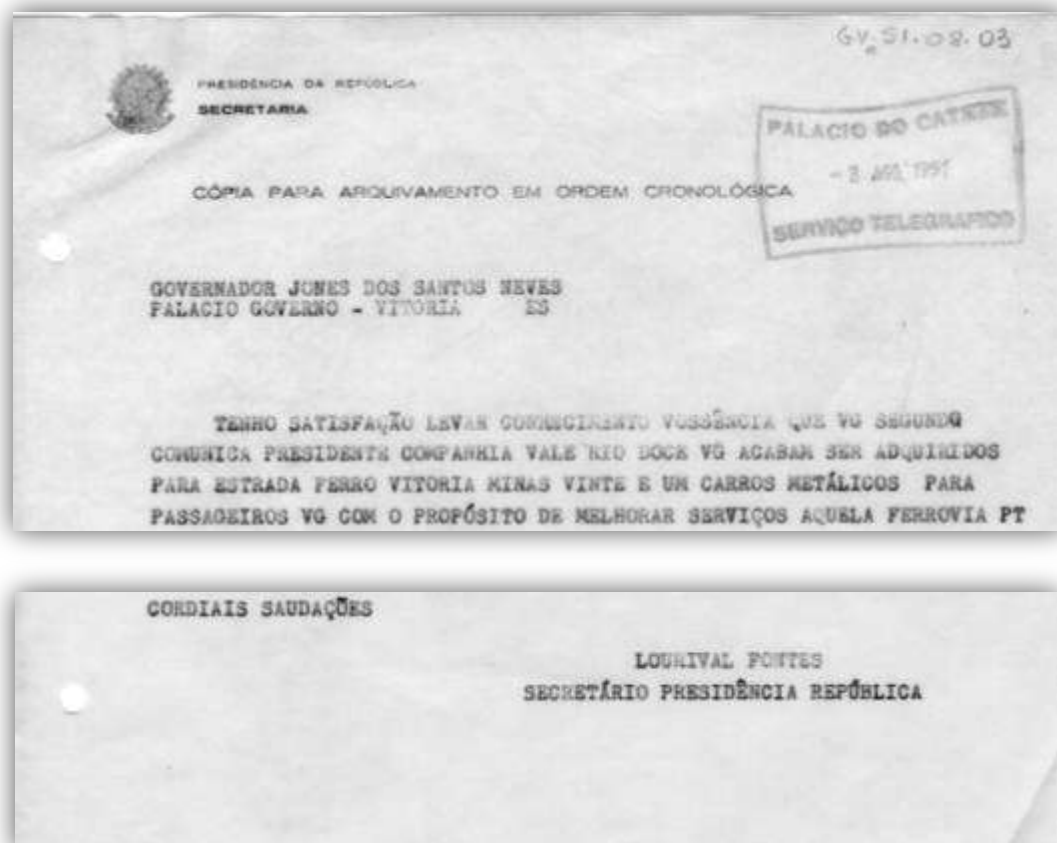 GV 51.08.03
PRESIDÊNCIA DA REPÚBLICA
SECRETARIA
PALACIO DO CATETE
- 3 AGO 1951
SERVIÇO TELEGRAFICO
CÓPIA PARA ARQUIVAMENTO EM ORDEM CRONOLÓGICA
GOVERNADOR JONES DOS SANTOS NEVES
PALACIO GOVERNO - VITORIA ES
TENHO SATISFAÇÃO LEVAR CONHECIMENTO VOSSÊNCIA QUE VG SEGUNDO
COMUNICA PRESIDENTE COMPANHIA VALE RIO DOCE VG ACABAM SER ADQUIRIDOS
PARA ESTRADA FERRO VITORIA MINAS VINTE E UM CARROS METÁLICOS PARA
PASSAGEIROS VG COM O PROPÓSITO DE MELHORAR SERVIÇOS AQUELA FERROVIA PT
CORDIAIS SAUDAÇÕES
LOURIVAL FONTES
SECRETÁRIO PRESIDÊNCIA REPÚBLICA